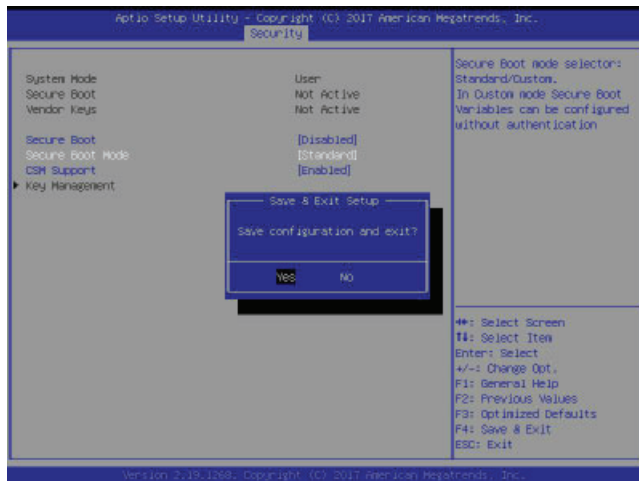 Aptio Setup Utility - Copyright (C) 2017 American Megatrends, Inc.
Security
System Mode User
Secure Boot Not Active
Vendor Keys Not Active
Secure Boot [Disabled]
Secure Boot Mode [Standard]
CSM Support [Enabled]
Key Management
Save & Exit Setup
Save configuration and exit?
Yes No
Secure Boot mode selector:
Standard/Custom.
In Custom mode Secure Boot
Variables can be configured
without authentication
↔: Select Screen
↑↓: Select Item
Enter: Select
+/-: Change Opt.
F1: General Help
F2: Previous Values
F3: Optimized Defaults
F4: Save & Exit
ESC: Exit
Version 2.19.1268. Copyright (C) 2017 American Megatrends, Inc.